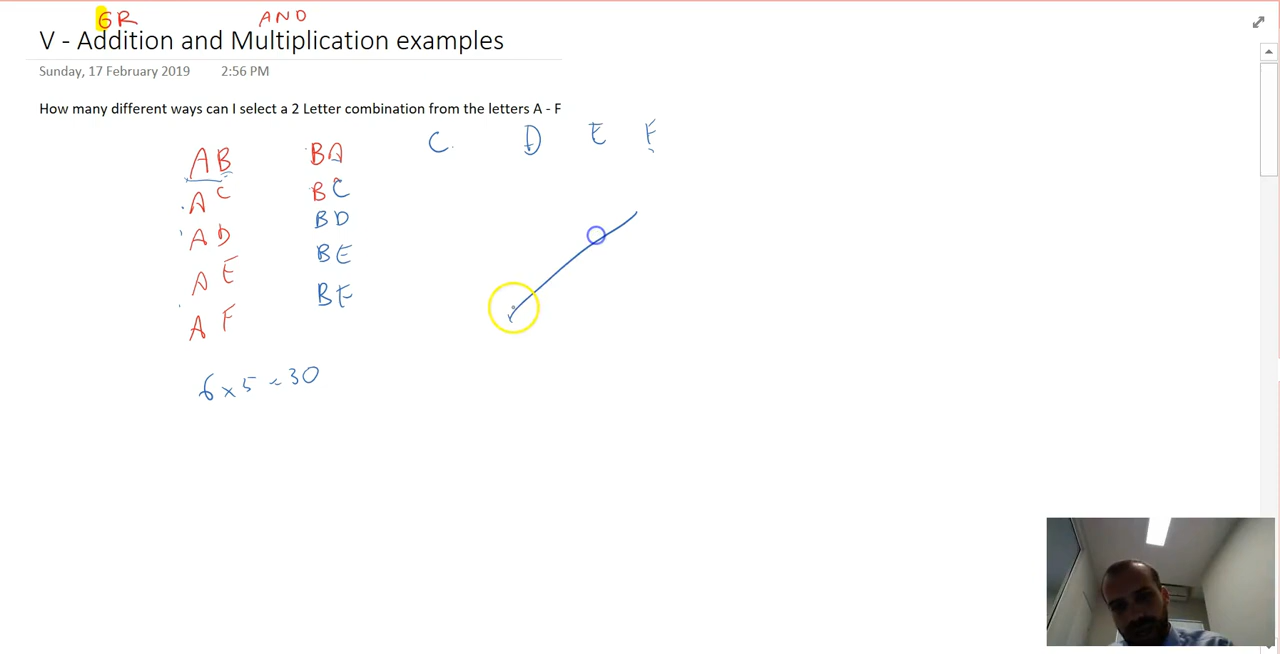 OR AND
V - Addition and Multiplication examples
Sunday, 17 February 2019 2:56 PM
How many different ways can I select a 2 Letter combination from the letters A - F
C D E F
AB BA
AC BC
AD BD
AE BE
AF BF
6 x 5 = 30